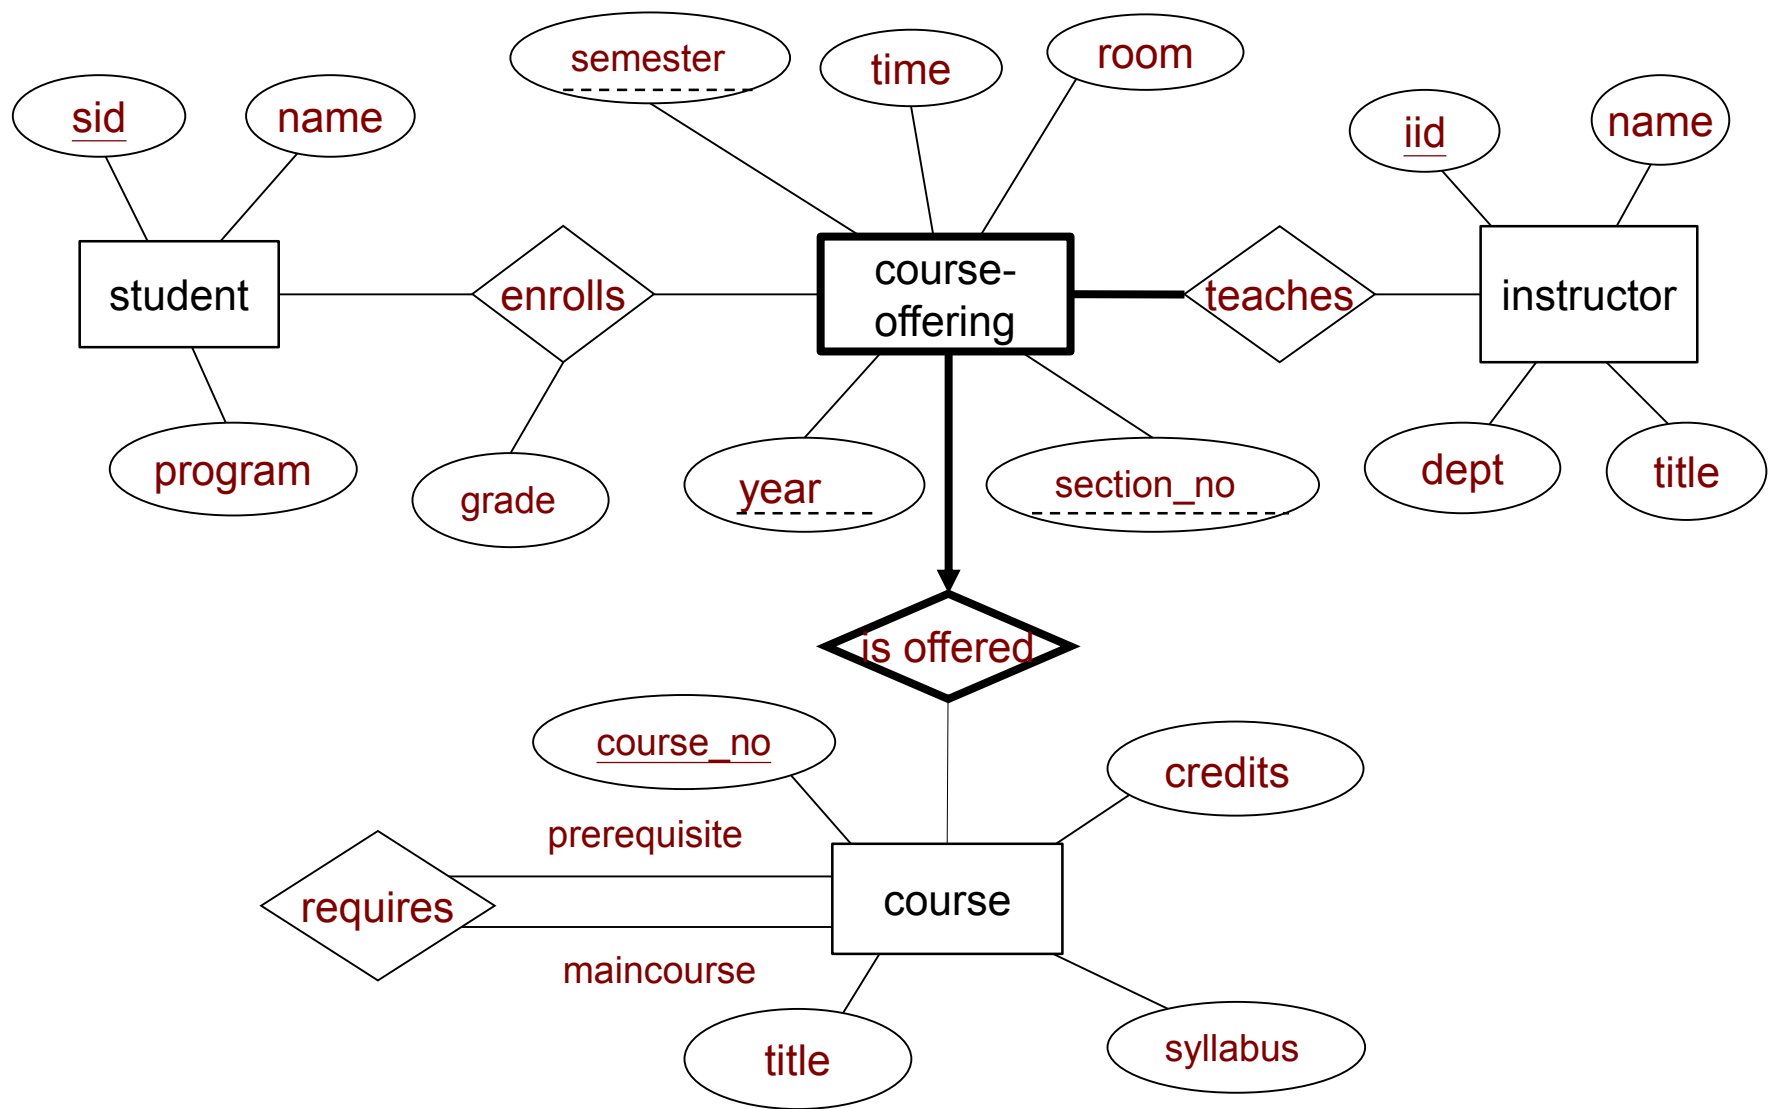 semester
time
room
sid
name
iid
name
student
enrolls
course-
offering
teaches
instructor
program
grade
year
section_no
dept
title
is offered
course_no
credits
prerequisite
requires
course
maincourse
title
syllabus